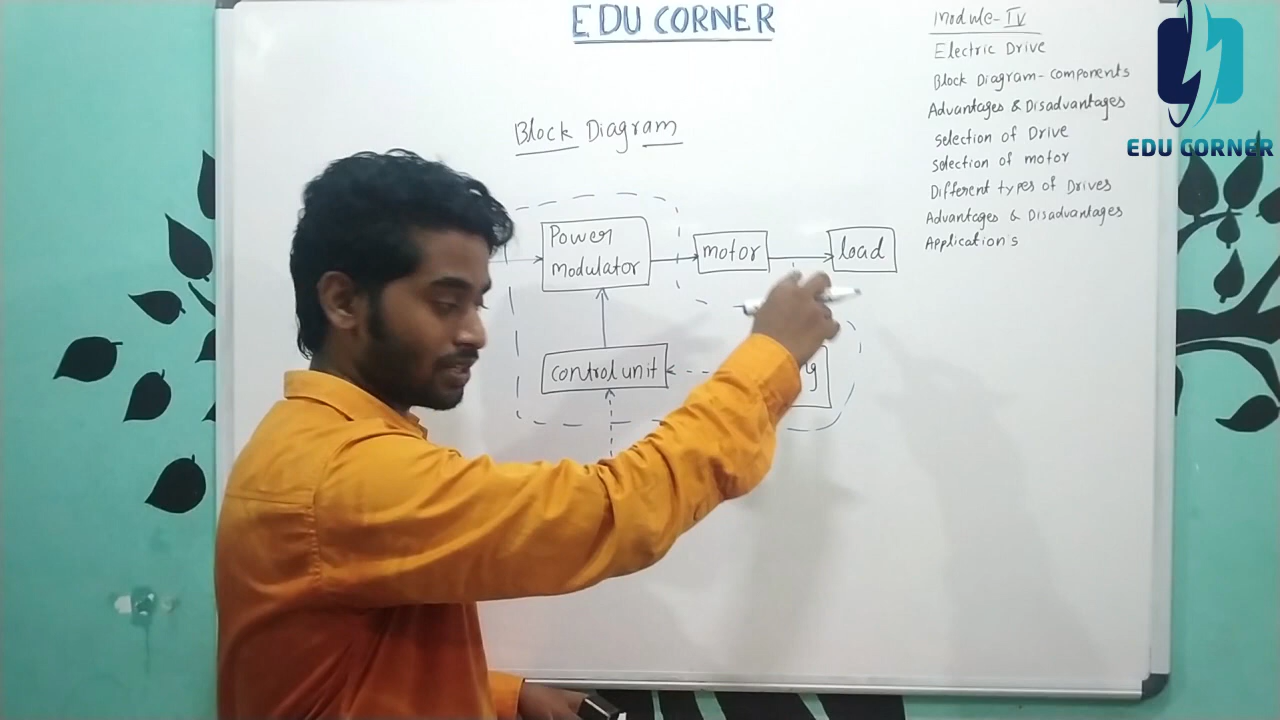 EDU CORNER
Module-IV
Electric Drive
Block Diagram-components
Advantages & Disadvantages
Selection of Drive
Selection of motor
Different types of Drives
Advantages & Disadvantages
Application's
EDU CORNER
Block Diagram
Power
modulator
motor
load
control unit